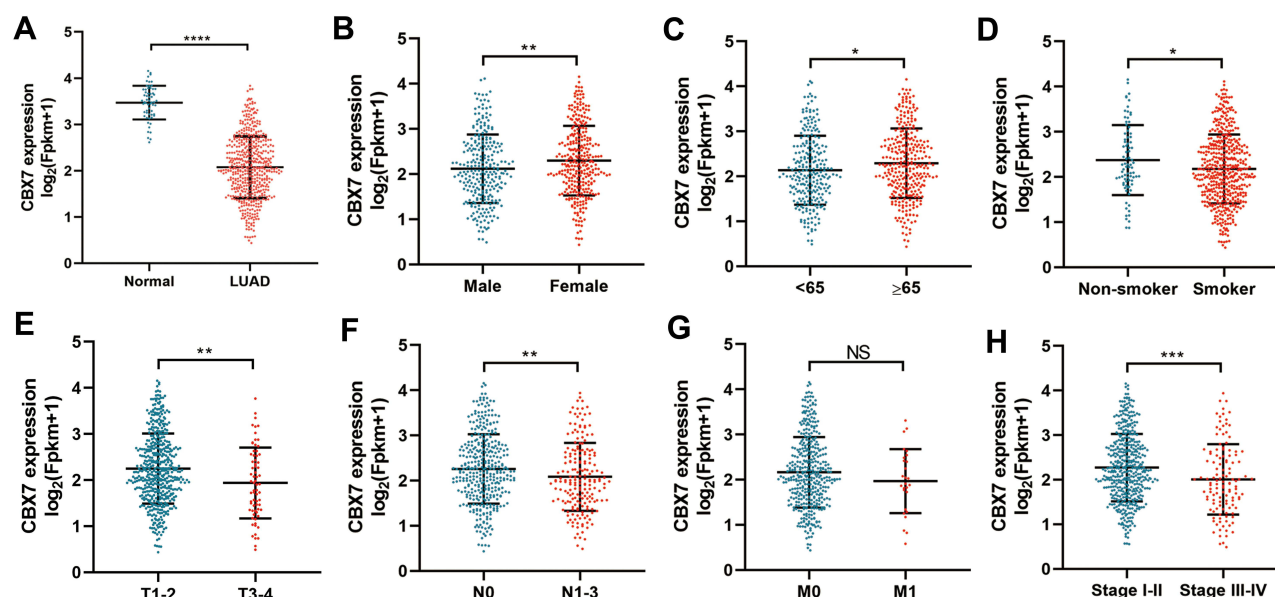 A
CBX7 expression
log₂(Fpkm+1)
5
4
3
2
1
0
****
Normal
LUAD
B
CBX7 expression
log₂(Fpkm+1)
5
4
3
2
1
0
**
Male
Female
C
CBX7 expression
log₂(Fpkm+1)
5
4
3
2
1
0
*
<65
≥65
D
CBX7 expression
log₂(Fpkm+1)
5
4
3
2
1
0
*
Non-smoker
Smoker
E
CBX7 expression
log₂(Fpkm+1)
5
4
3
2
1
0
**
T1-2
T3-4
F
CBX7 expression
log₂(Fpkm+1)
5
4
3
2
1
0
**
N0
N1-3
G
CBX7 expression
log₂(Fpkm+1)
5
4
3
2
1
0
NS
M0
M1
H
CBX7 expression
log₂(Fpkm+1)
5
4
3
2
1
0
***
Stage I-II
Stage III-IV